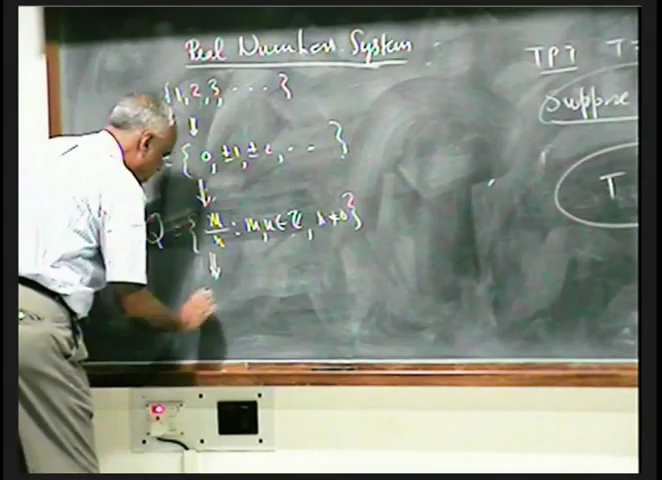 Real Numbers System
{1, 2, 3, ...}
↓
= {0, ±1, ±2, ...}
↓
Q = {m/n : m, n ∈ Z, n ≠ 0}
⇓
TPT T
Suppose
T